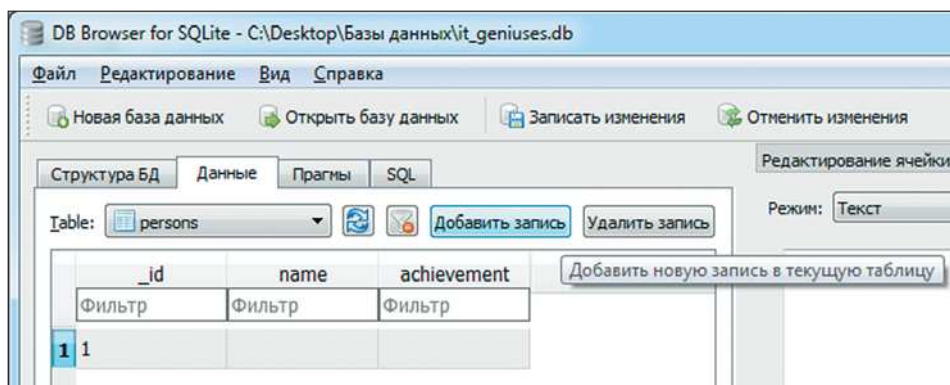 DB Browser for SQLite - C:\Desktop\Базы данных\it_geniuses.db
Файл Редактирование Вид Справка
Новая база данных Открыть базу данных Записать изменения Отменить изменения
Структура БД Данные Прагмы SQL
Table: persons Добавить запись Удалить запись
_id name achievement
Фильтр Фильтр Фильтр
1 1
Добавить новую запись в текущую таблицу
Редактирование ячейки
Режим: Текст